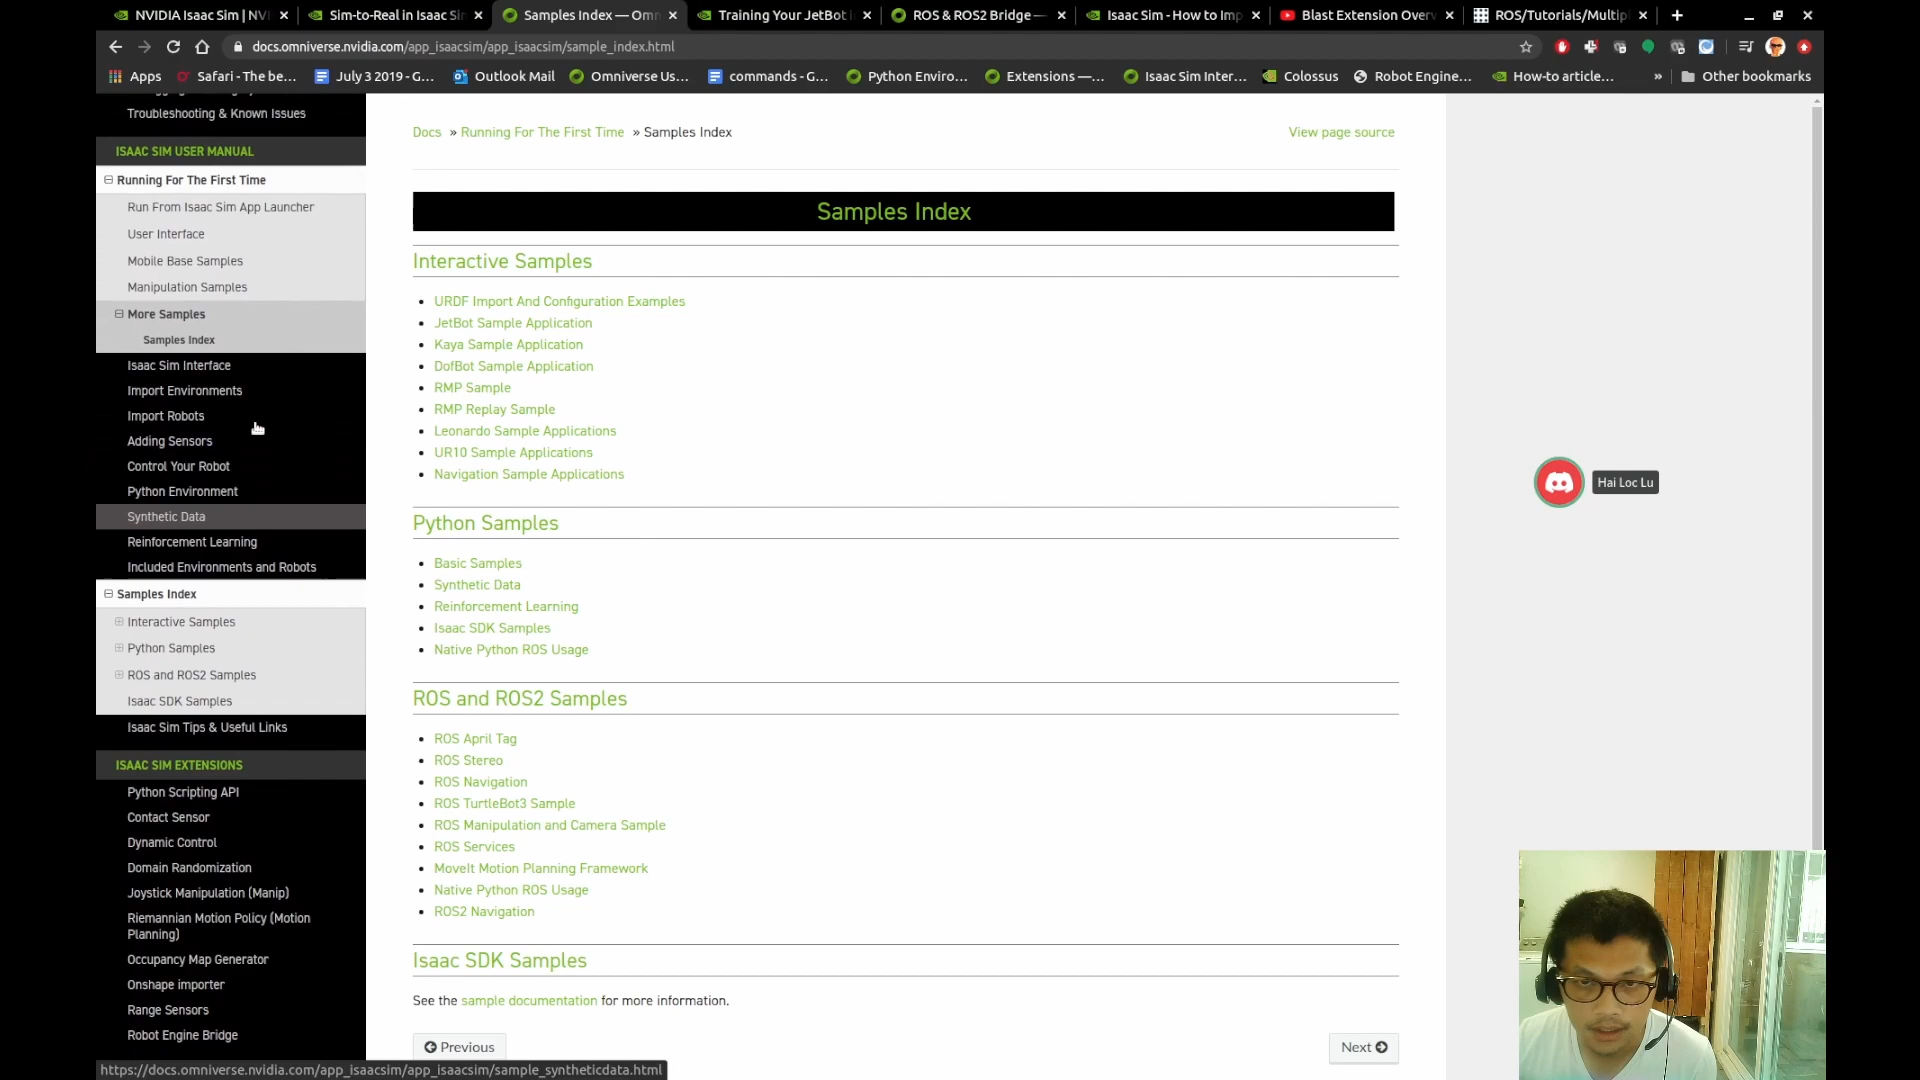 NVIDIA Isaac Sim | NVI
Sim-to-Real in Isaac Sim
Samples Index — Omni
Training Your JetBot i
ROS & ROS2 Bridge —
Isaac Sim - How to Imp
Blast Extension Overv
ROS/Tutorials/Multipl
docs.omniverse.nvidia.com/app_isaacsim/app_isaacsim/sample_index.html
Apps
Safari - The be...
July 3 2019 - G...
Outlook Mail
Omniverse Us...
commands - G...
Python Enviro...
Extensions —...
Isaac Sim Inter...
Colossus
Robot Engine...
How-to article...
»
Other bookmarks
Troubleshooting & Known Issues
ISAAC SIM USER MANUAL
Running For The First Time
Run From Isaac Sim App Launcher
User Interface
Mobile Base Samples
Manipulation Samples
More Samples
Samples Index
Isaac Sim Interface
Import Environments
Import Robots
Adding Sensors
Control Your Robot
Python Environment
Synthetic Data
Reinforcement Learning
Included Environments and Robots
Samples Index
Interactive Samples
Python Samples
ROS and ROS2 Samples
Isaac SDK Samples
Isaac Sim Tips & Useful Links
ISAAC SIM EXTENSIONS
Python Scripting API
Contact Sensor
Dynamic Control
Domain Randomization
Joystick Manipulation (Manip)
Riemannian Motion Policy (Motion
Planning)
Occupancy Map Generator
Onshape importer
Range Sensors
Robot Engine Bridge
https://docs.omniverse.nvidia.com/app_isaacsim/app_isaacsim/sample_syntheticdata.html
Docs » Running For The First Time » Samples Index
View page source
Samples Index
Interactive Samples
URDF Import And Configuration Examples
JetBot Sample Application
Kaya Sample Application
DofBot Sample Application
RMP Sample
RMP Replay Sample
Leonardo Sample Applications
UR10 Sample Applications
Navigation Sample Applications
Python Samples
Basic Samples
Synthetic Data
Reinforcement Learning
Isaac SDK Samples
Native Python ROS Usage
ROS and ROS2 Samples
ROS April Tag
ROS Stereo
ROS Navigation
ROS TurtleBot3 Sample
ROS Manipulation and Camera Sample
ROS Services
MoveIt Motion Planning Framework
Native Python ROS Usage
ROS2 Navigation
Isaac SDK Samples
See the sample documentation for more information.
Previous
Next
Hai Loc Lu